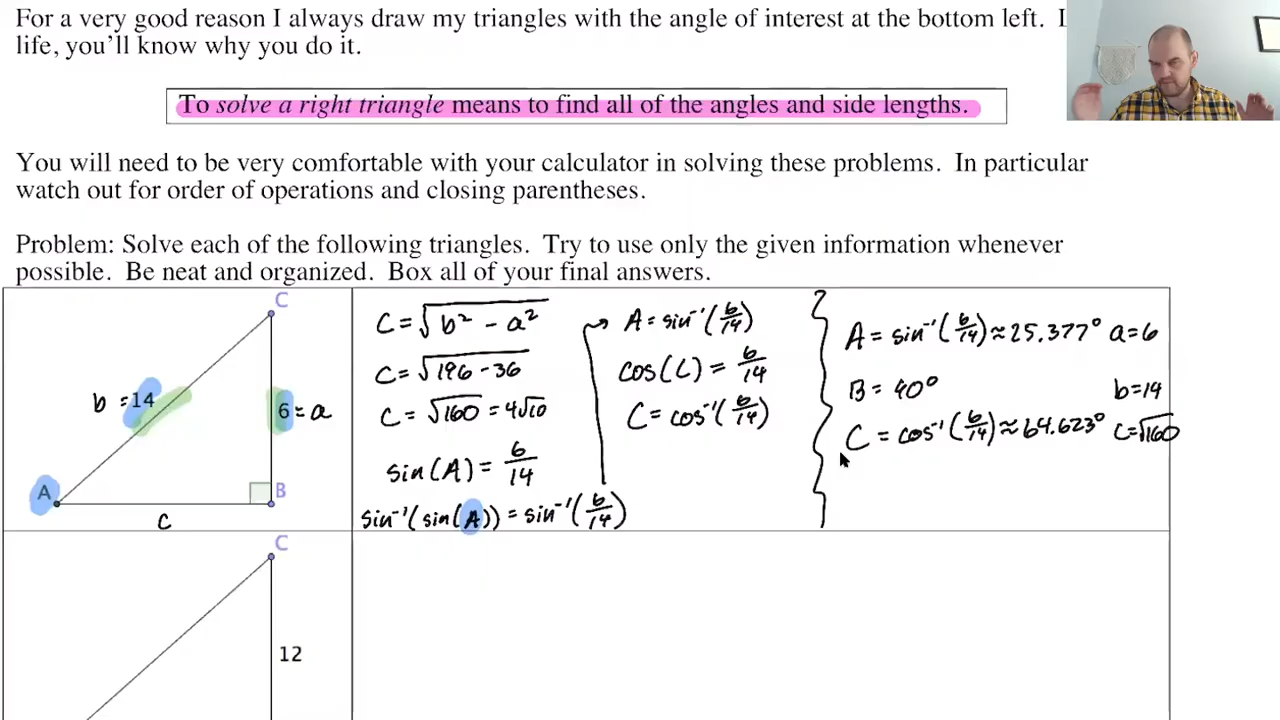 For a very good reason I always draw my triangles with the angle of interest at the bottom left.
life, you'll know why you do it.
To solve a right triangle means to find all of the angles and side lengths.
You will need to be very comfortable with your calculator in solving these problems. In particular
watch out for order of operations and closing parentheses.
Problem: Solve each of the following triangles. Try to use only the given information whenever
possible. Be neat and organized. Box all of your final answers.
C
b = 14
6 = a
A
B
c
c = √(b² - a²)
c = √(196 - 36)
c = √160 = 4√10
sin(A) = 6/14
sin⁻¹(sin(A)) = sin⁻¹(6/14)
A = sin⁻¹(6/14)
cos(C) = 6/14
C = cos⁻¹(6/14)
A = sin⁻¹(6/14) ≈ 25.377° a = 6
B = 90° b = 14
C = cos⁻¹(6/14) ≈ 64.623° c = √160
C
12